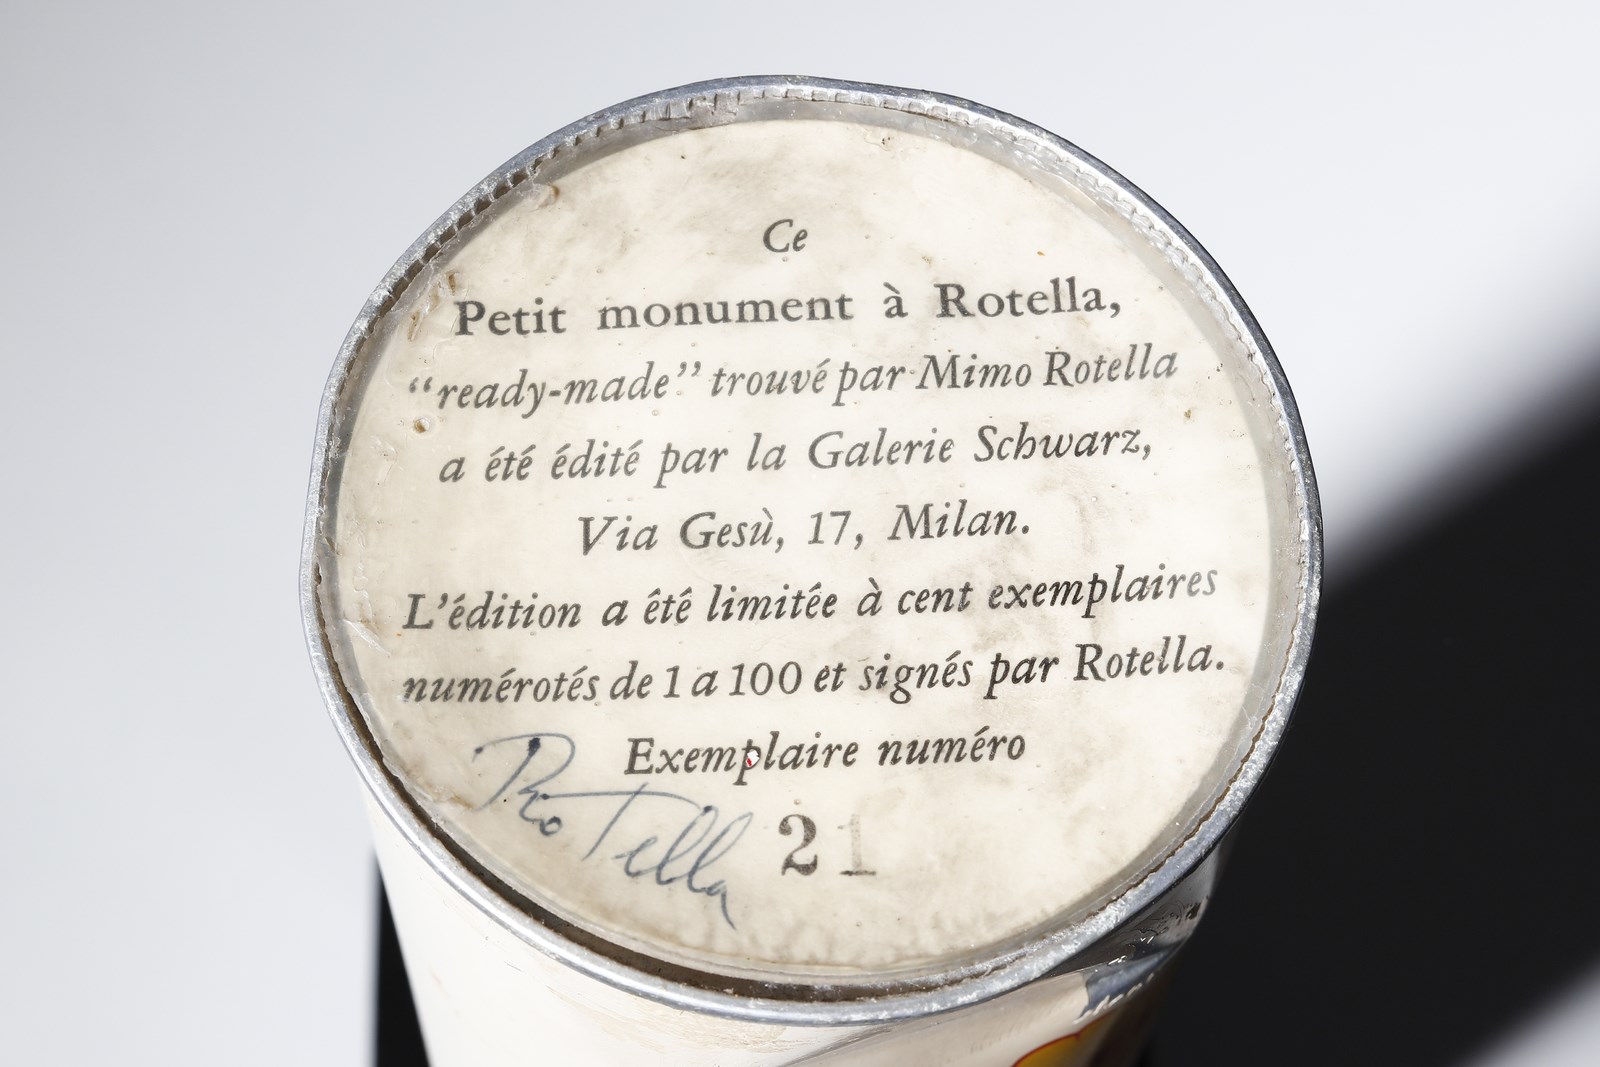 Ce
Petit monument à Rotella,
“ready-made” trouvé par Mimo Rotella
a été édité par la Galerie Schwarz,
Via Gesù, 17, Milan.
L’édition a été limitée à cent exemplaires
numérotés de 1 a 100 et signés par Rotella.
Exemplaire numéro
Rotella
21